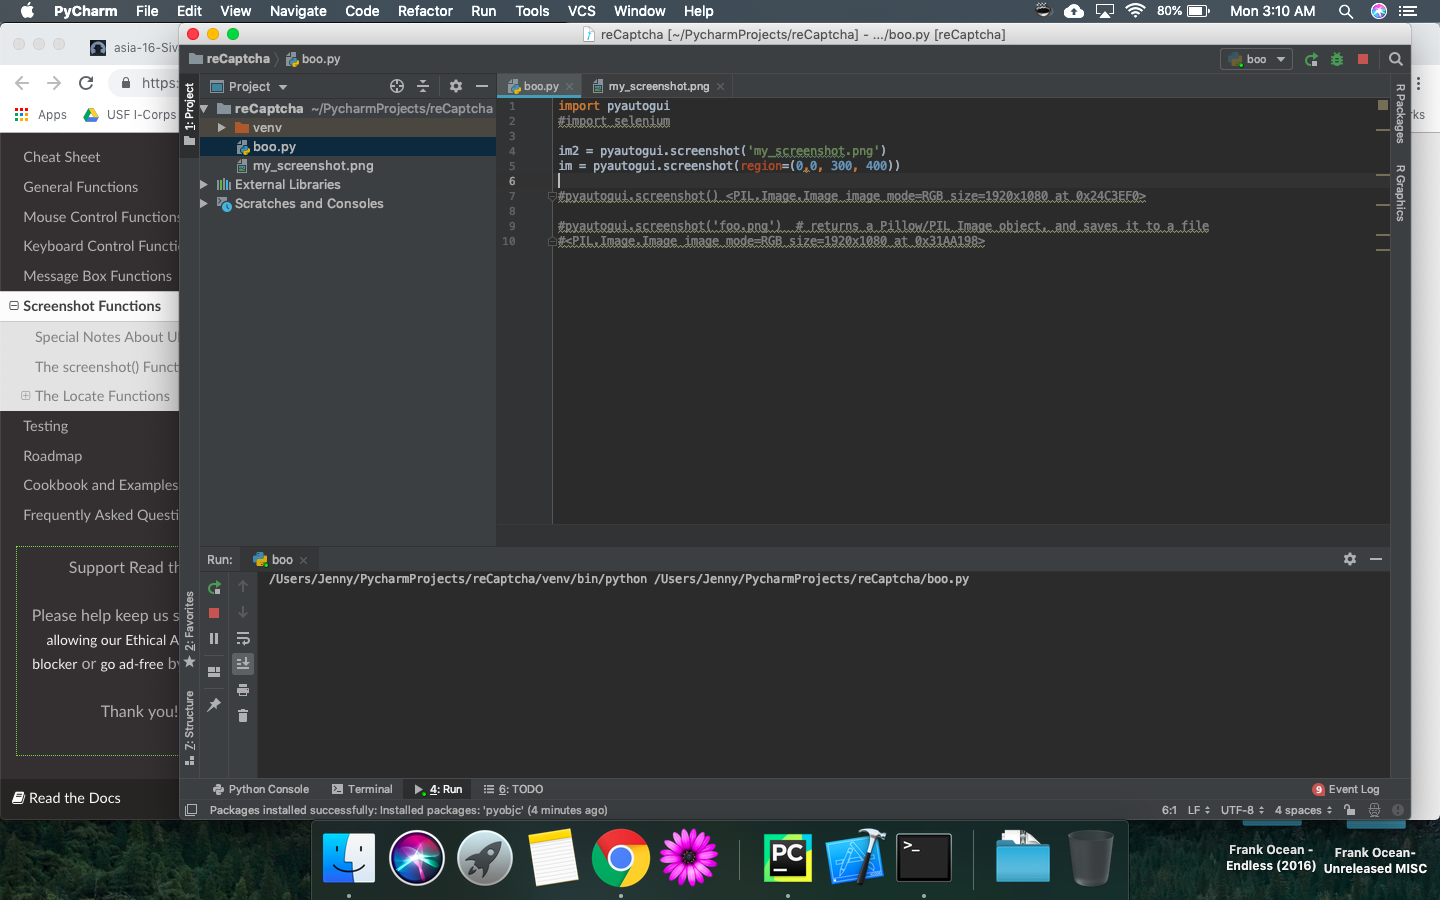 PyCharm File Edit View Navigate Code Refactor Run Tools VCS Window Help 80% Mon 3:10 AM
reCaptcha [~/PycharmProjects/reCaptcha] - .../boo.py [reCaptcha]
asia-16-Siv
https:
Apps USF I-Corps
Cheat Sheet
General Functions
Mouse Control Functions
Keyboard Control Functi
Message Box Functions
Screenshot Functions
Special Notes About U
The screenshot() Funct
The Locate Functions
Testing
Roadmap
Cookbook and Examples
Frequently Asked Questi
Support Read th
Please help keep us s
allowing our Ethical A
blocker or go ad-free b
Thank you!
Read the Docs
reCaptcha boo.py boo
Project
1: Project
reCaptcha ~/PycharmProjects/reCaptcha
venv
boo.py
my_screenshot.png
External Libraries
Scratches and Consoles
boo.py my_screenshot.png
1 import pyautogui
2 #import selenium
3
4 im2 = pyautogui.screenshot('my_screenshot.png')
5 im = pyautogui.screenshot(region=(0,0, 300, 400))
6
7 #pyautogui.screenshot() <PIL.Image.Image image mode=RGB size=1920x1080 at 0x24C3EF0>
8
9 #pyautogui.screenshot('foo.png')  # returns a Pillow/PIL Image object, and saves it to a file
10 #<PIL.Image.Image image mode=RGB size=1920x1080 at 0x31AA198>
R Packages
R Graphics
ks
Run: boo
/Users/Jenny/PycharmProjects/reCaptcha/venv/bin/python /Users/Jenny/PycharmProjects/reCaptcha/boo.py
2: Favorites
7: Structure
Python Console Terminal 4: Run 6: TODO 9 Event Log
Packages installed successfully: Installed packages: 'pyobjc' (4 minutes ago) 6:1 LF UTF-8 4 spaces
PC
>_
Frank Ocean -
Endless (2016)
Frank Ocean-
Unreleased MISC